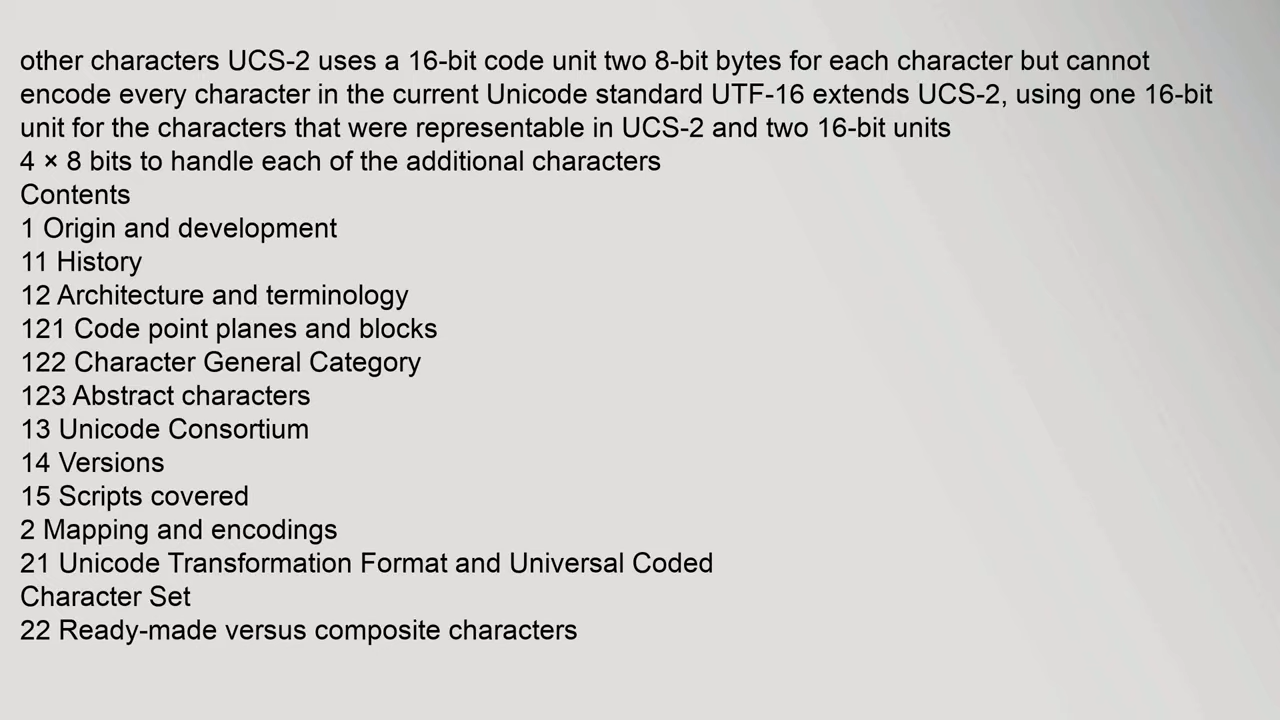 other characters UCS-2 uses a 16-bit code unit two 8-bit bytes for each character but cannot
encode every character in the current Unicode standard UTF-16 extends UCS-2, using one 16-bit
unit for the characters that were representable in UCS-2 and two 16-bit units
4 × 8 bits to handle each of the additional characters
Contents
1 Origin and development
11 History
12 Architecture and terminology
121 Code point planes and blocks
122 Character General Category
123 Abstract characters
13 Unicode Consortium
14 Versions
15 Scripts covered
2 Mapping and encodings
21 Unicode Transformation Format and Universal Coded
Character Set
22 Ready-made versus composite characters